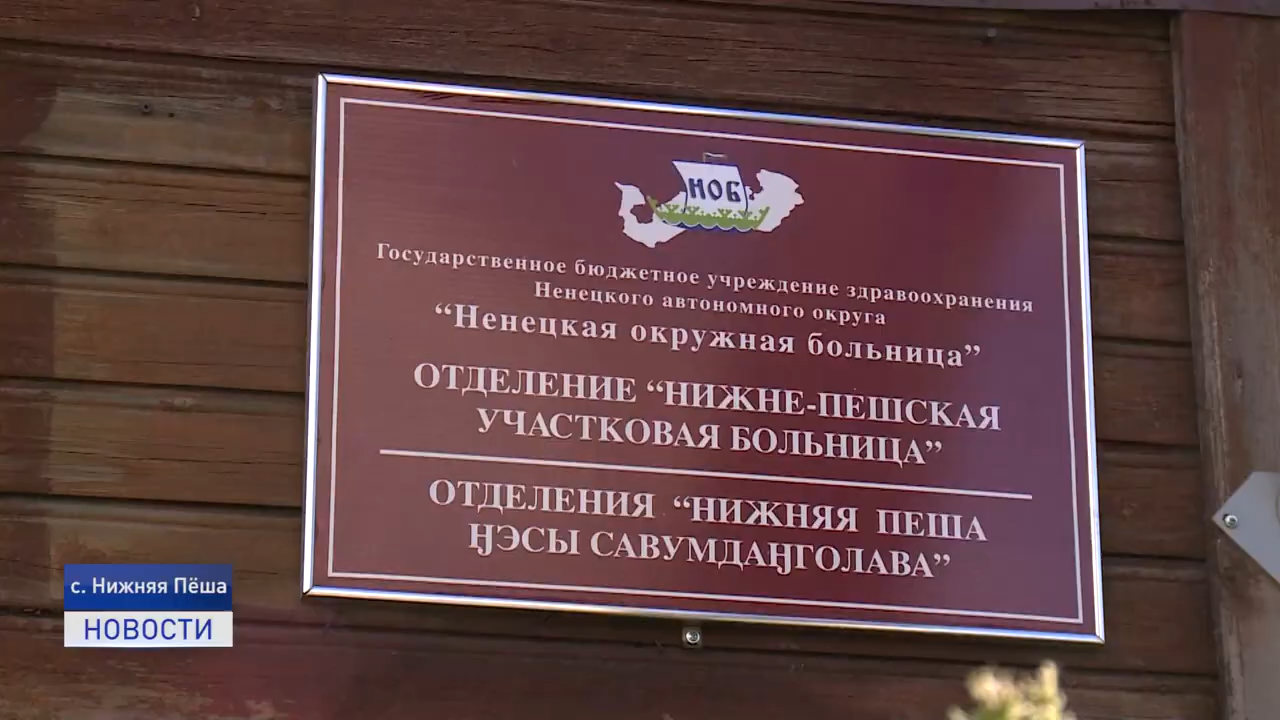 НОБ
Государственное бюджетное учреждение здравоохранения
Ненецкого автономного округа
“Ненецкая окружная больница”
ОТДЕЛЕНИЕ “НИЖНЕ-ПЕШСКАЯ
УЧАСТКОВАЯ БОЛЬНИЦА”
ОТДЕЛЕНИЯ “НИЖНЯЯ ПЕША
ӇЭСЫ САВУМДАӇГОЛАВА”
с. Нижняя Пёша
НОВОСТИ